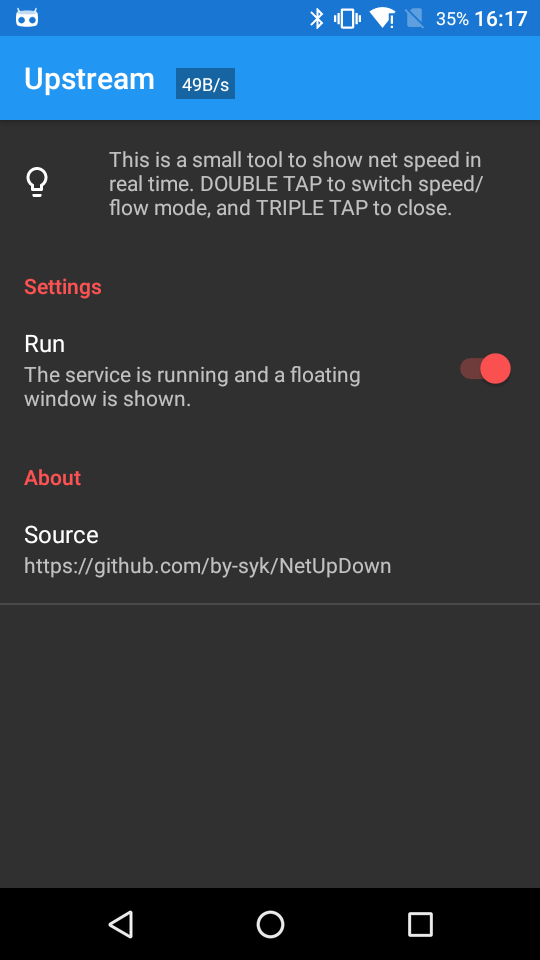 35% 16:17
Upstream 49B/s
This is a small tool to show net speed in
real time. DOUBLE TAP to switch speed/
flow mode, and TRIPLE TAP to close.
Settings
Run
The service is running and a floating
window is shown.
About
Source
https://github.com/by-syk/NetUpDown